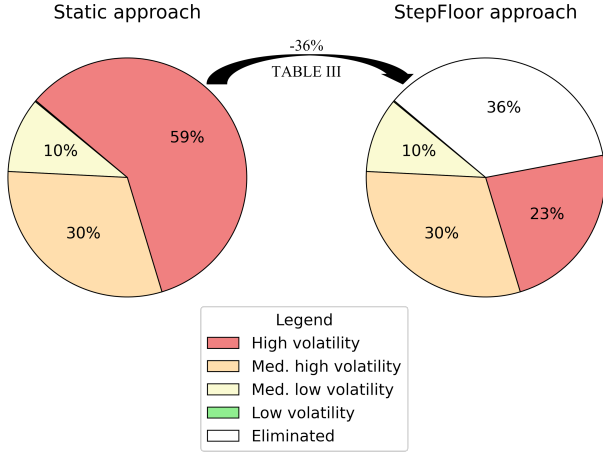 Static approach
StepFloor approach
-36%
TABLE III
59%
10%
30%
36%
10%
30%
23%
Legend
High volatility
Med. high volatility
Med. low volatility
Low volatility
Eliminated